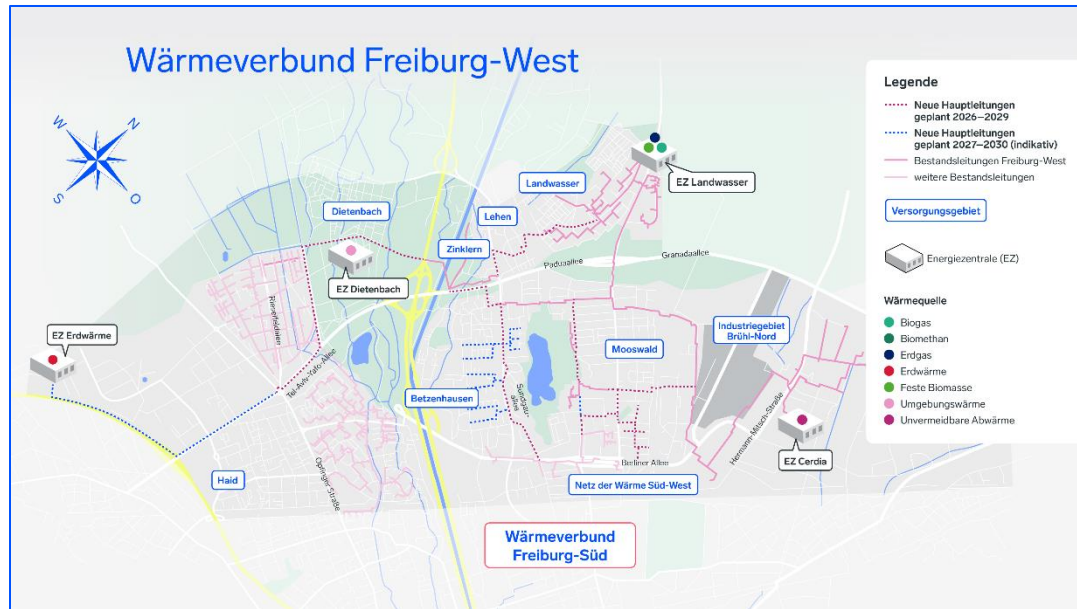 Wärmeverbund Freiburg-West
W
N
S
O
Legende
Neue Hauptleitungen
geplant 2026–2029
Neue Hauptleitungen
geplant 2027–2030 (indikativ)
Bestandsleitungen Freiburg-West
weitere Bestandsleitungen
Versorgungsgebiet
Energiezentrale (EZ)
Wärmequelle
Biogas
Biomethan
Erdgas
Erdwärme
Feste Biomasse
Umgebungswärme
Unvermeidbare Abwärme
Landwasser
EZ Landwasser
Dietenbach
Lehen
Zinklern
EZ Dietenbach
Paduaallee
Granadaallee
EZ Erdwärme
Tel-Aviv-Yafo-Allee
Industriegebiet
Brühl-Nord
Mooswald
Betzenhausen
Sundgau-
allee
Hermann-Mitsch-Straße
EZ Cerdia
Berliner Allee
Haid
Opfinger Straße
Netz der Wärme Süd-West
Wärmeverbund
Freiburg-Süd